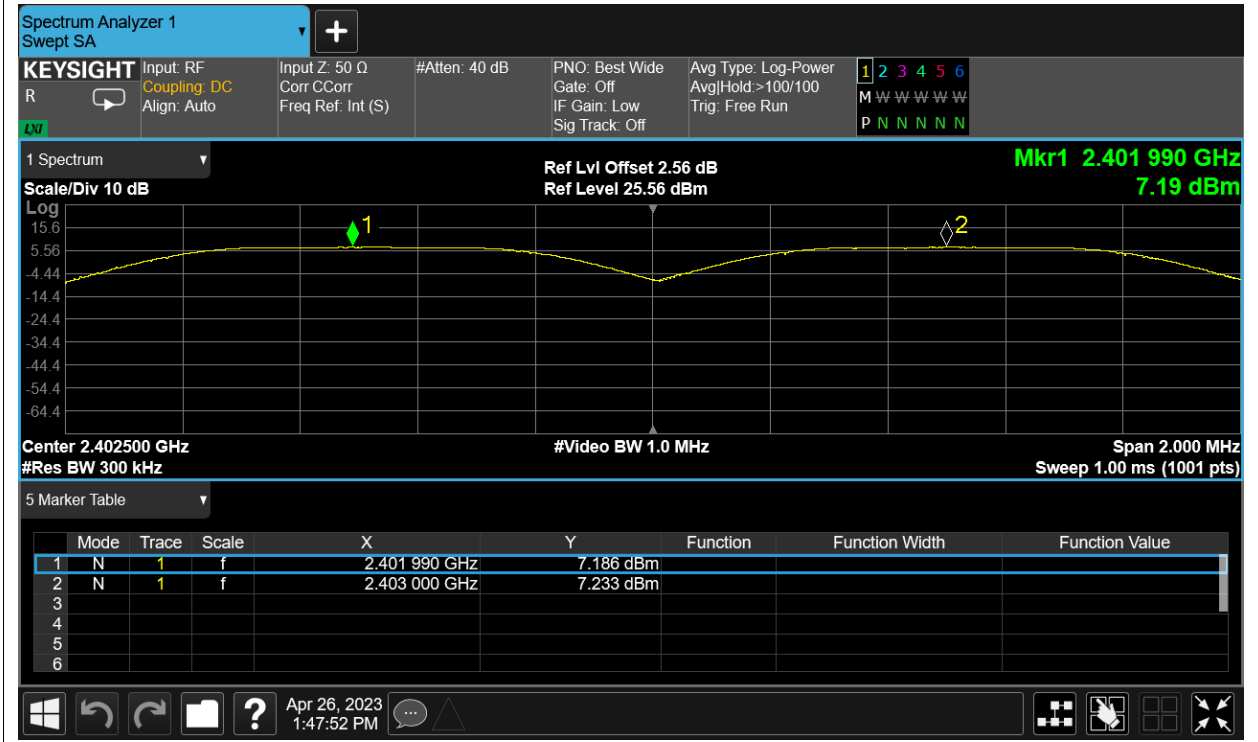 Spectrum Analyzer 1
Swept SA
KEYSIGHT Input: RF Input Z: 50 Ω #Atten: 40 dB PNO: Best Wide Avg Type: Log-Power 1 2 3 4 5 6
R Coupling: DC Corr CCorr Gate: Off Avg|Hold:>100/100 M W W W W W
Align: Auto Freq Ref: Int (S) IF Gain: Low Trig: Free Run
LXI Sig Track: Off P N N N N N
1 Spectrum Ref Lvl Offset 2.56 dB Mkr1 2.401 990 GHz
Scale/Div 10 dB Ref Level 25.56 dBm 7.19 dBm
Log
15.6 1 2
5.56
-4.44
-14.4
-24.4
-34.4
-44.4
-54.4
-64.4
Center 2.402500 GHz #Video BW 1.0 MHz Span 2.000 MHz
#Res BW 300 kHz Sweep 1.00 ms (1001 pts)
5 Marker Table
Mode Trace Scale X Y Function Function Width Function Value
1 N 1 f 2.401 990 GHz 7.186 dBm
2 N 1 f 2.403 000 GHz 7.233 dBm
3
4
5
6
? Apr 26, 2023
1:47:52 PM